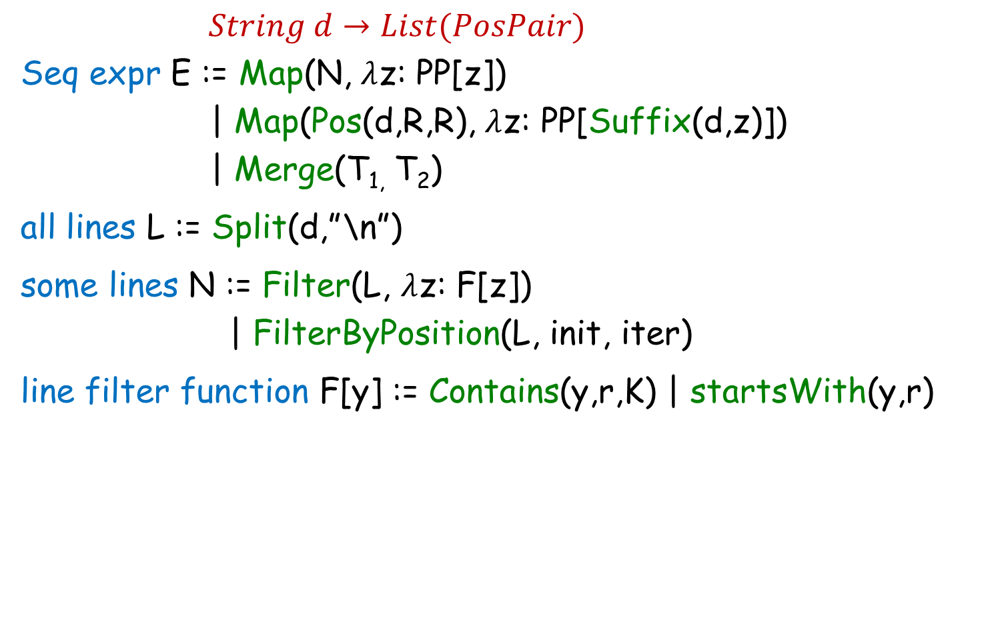 String d → List(PosPair)
Seq expr E := Map(N, λz: PP[z])
| Map(Pos(d,R,R), λz: PP[Suffix(d,z)])
| Merge(T₁, T₂)
all lines L := Split(d,”\n”)
some lines N := Filter(L, λz: F[z])
| FilterByPosition(L, init, iter)
line filter function F[y] := Contains(y,r,K) | startsWith(y,r)